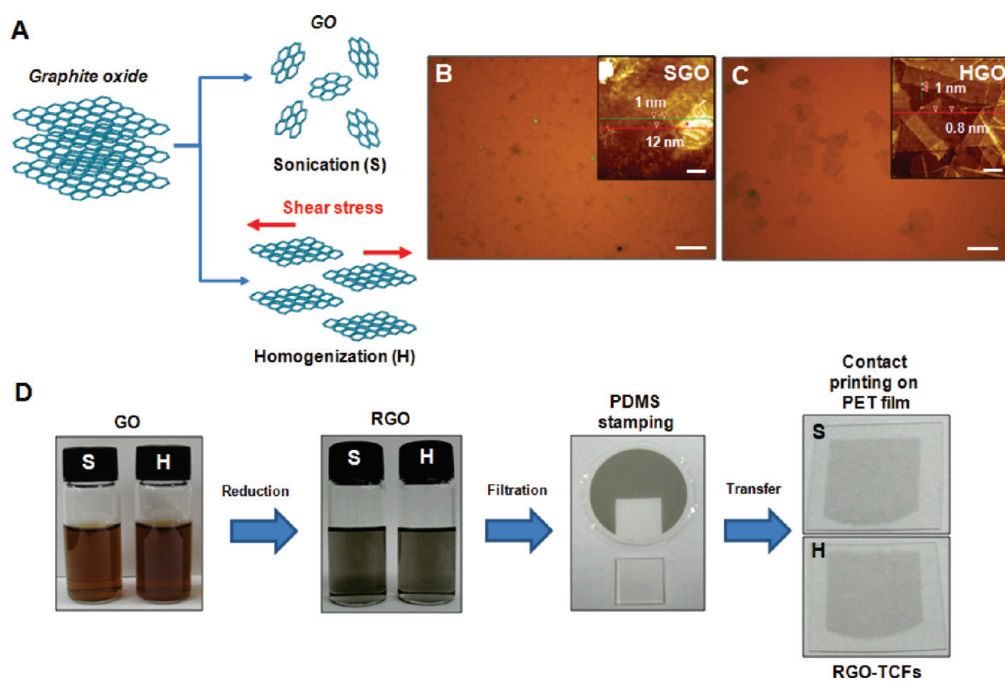 A
Graphite oxide
GO
Sonication (S)
Shear stress
Homogenization (H)
B
SGO
1 nm
12 nm
C
HGO
1 nm
0.8 nm
D
GO
S
H
Reduction
RGO
S
H
Filtration
PDMS
stamping
Transfer
Contact
printing on
PET film
S
H
RGO-TCFs